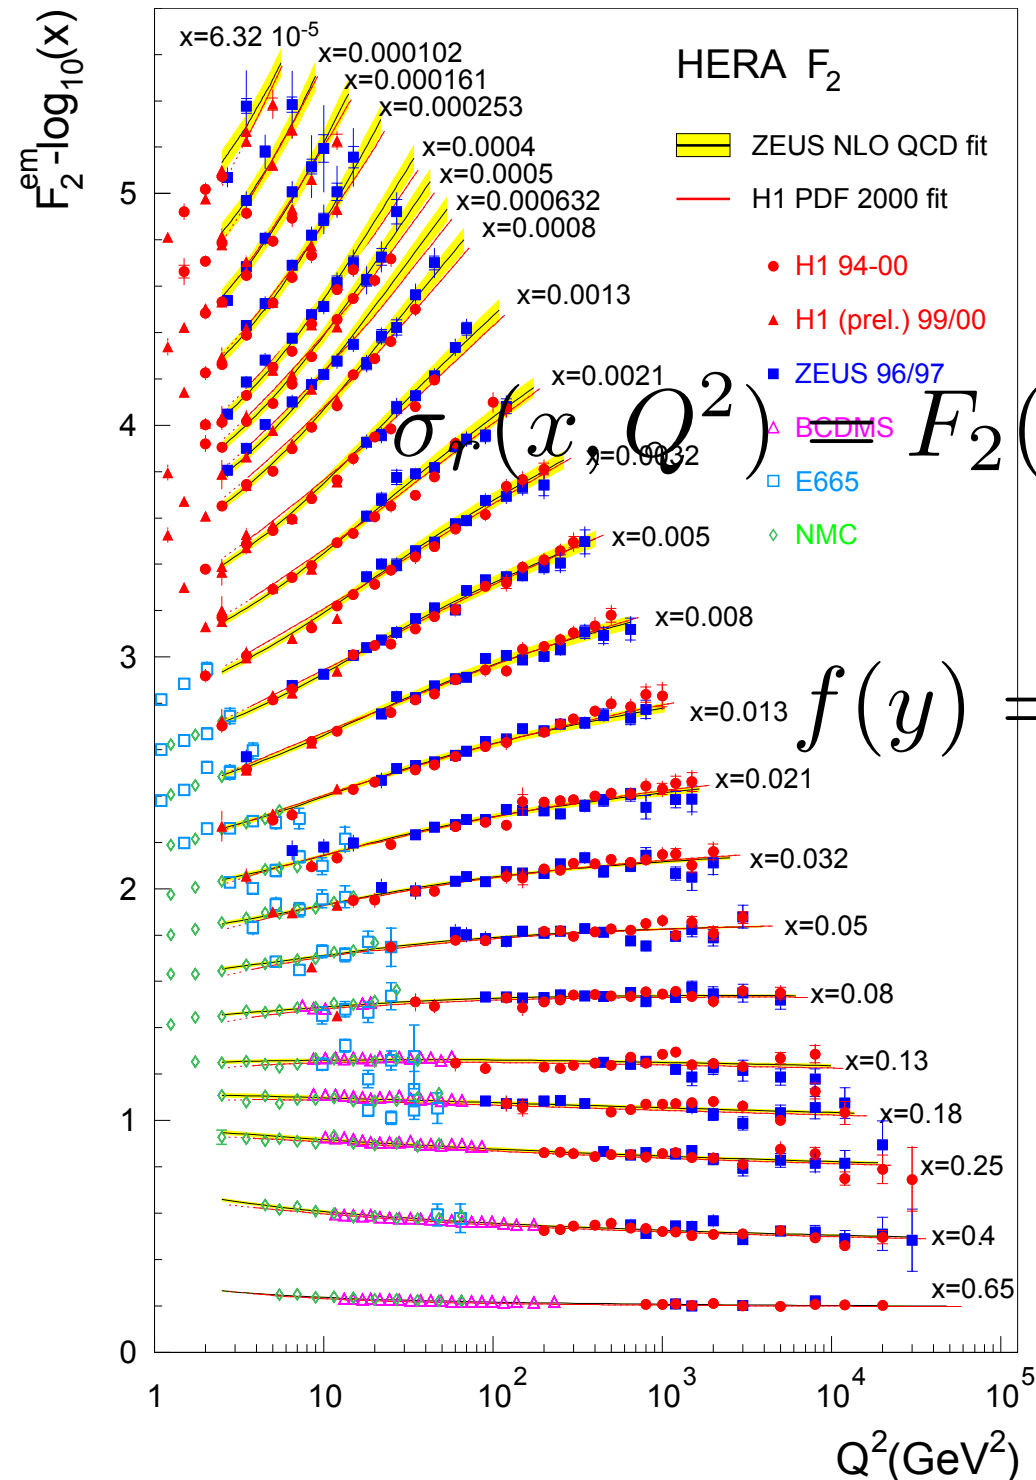 F₂ᵉᵐ-log₁₀(x)
x=6.32 10⁻⁵
x=0.000102
x=0.000161
x=0.000253
x=0.0004
x=0.0005
x=0.000632
x=0.0008
x=0.0013
x=0.0021
x=0.0032
x=0.005
x=0.008
x=0.013
x=0.021
x=0.032
x=0.05
x=0.08
x=0.13
x=0.18
x=0.25
x=0.4
x=0.65
HERA F₂
ZEUS NLO QCD fit
H1 PDF 2000 fit
H1 94-00
H1 (prel.) 99/00
ZEUS 96/97
BCDMS
E665
NMC
σᵣ(x, Q²) = F₂(
f(y) =
5
4
3
2
1
0
1 10 10² 10³ 10⁴ 10⁵
Q²(GeV²)